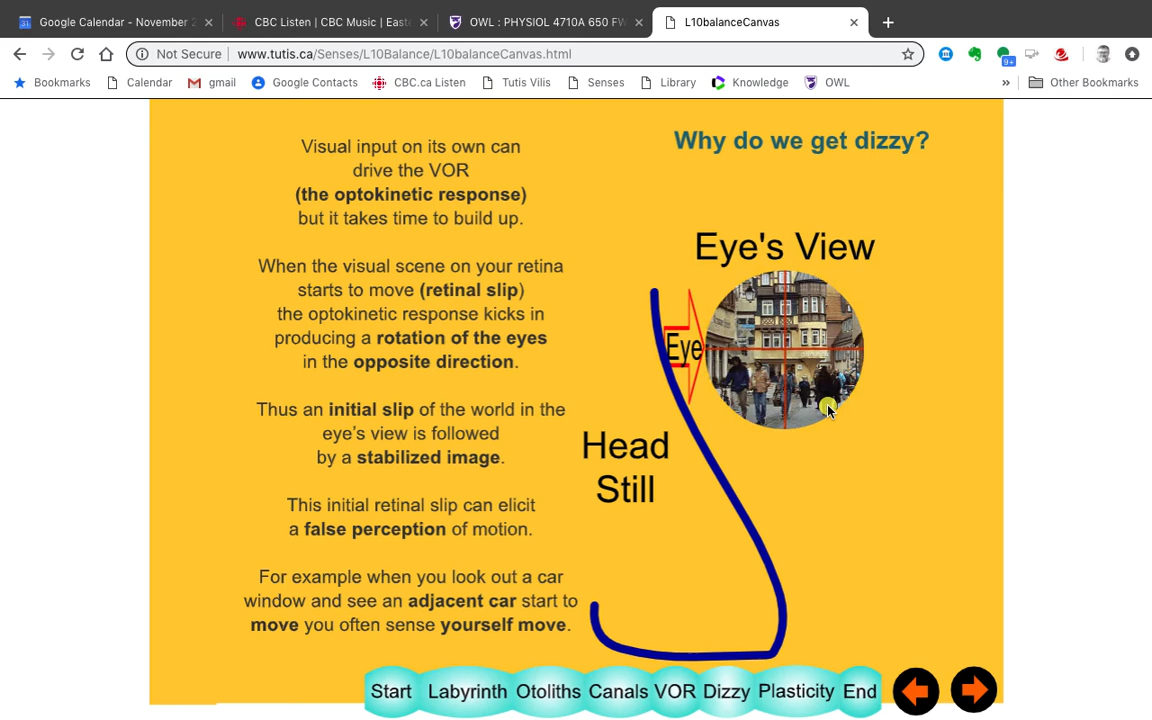 Google Calendar - November 2
CBC Listen | CBC Music | Easte
OWL : PHYSIOL 4710A 650 FW
L10balanceCanvas
Not Secure | www.tutis.ca/Senses/L10Balance/L10balanceCanvas.html
9+
Bookmarks Calendar gmail Google Contacts CBC.ca Listen Tutis Vilis Senses Library Knowledge OWL » Other Bookmarks
Why do we get dizzy?
Visual input on its own can
drive the VOR
(the optokinetic response)
but it takes time to build up.
When the visual scene on your retina
starts to move (retinal slip)
the optokinetic response kicks in
producing a rotation of the eyes
in the opposite direction.
Thus an initial slip of the world in the
eye's view is followed
by a stabilized image.
This initial retinal slip can elicit
a false perception of motion.
For example when you look out a car
window and see an adjacent car start to
move you often sense yourself move.
Eye's View
Eye
Head
Still
Start Labyrinth Otoliths Canals VOR Dizzy Plasticity End